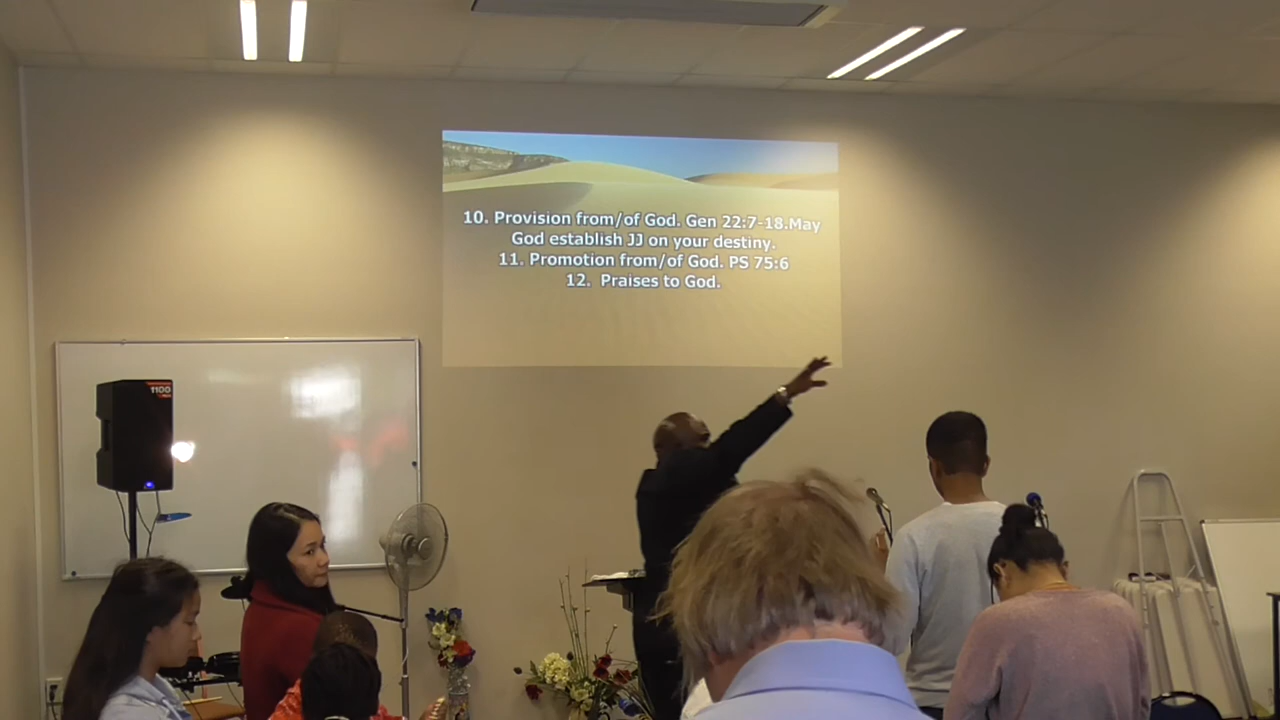 10. Provision from/of God. Gen 22:7-18.May
God establish JJ on your destiny.
11. Promotion from/of God. PS 75:6
12. Praises to God.
1100